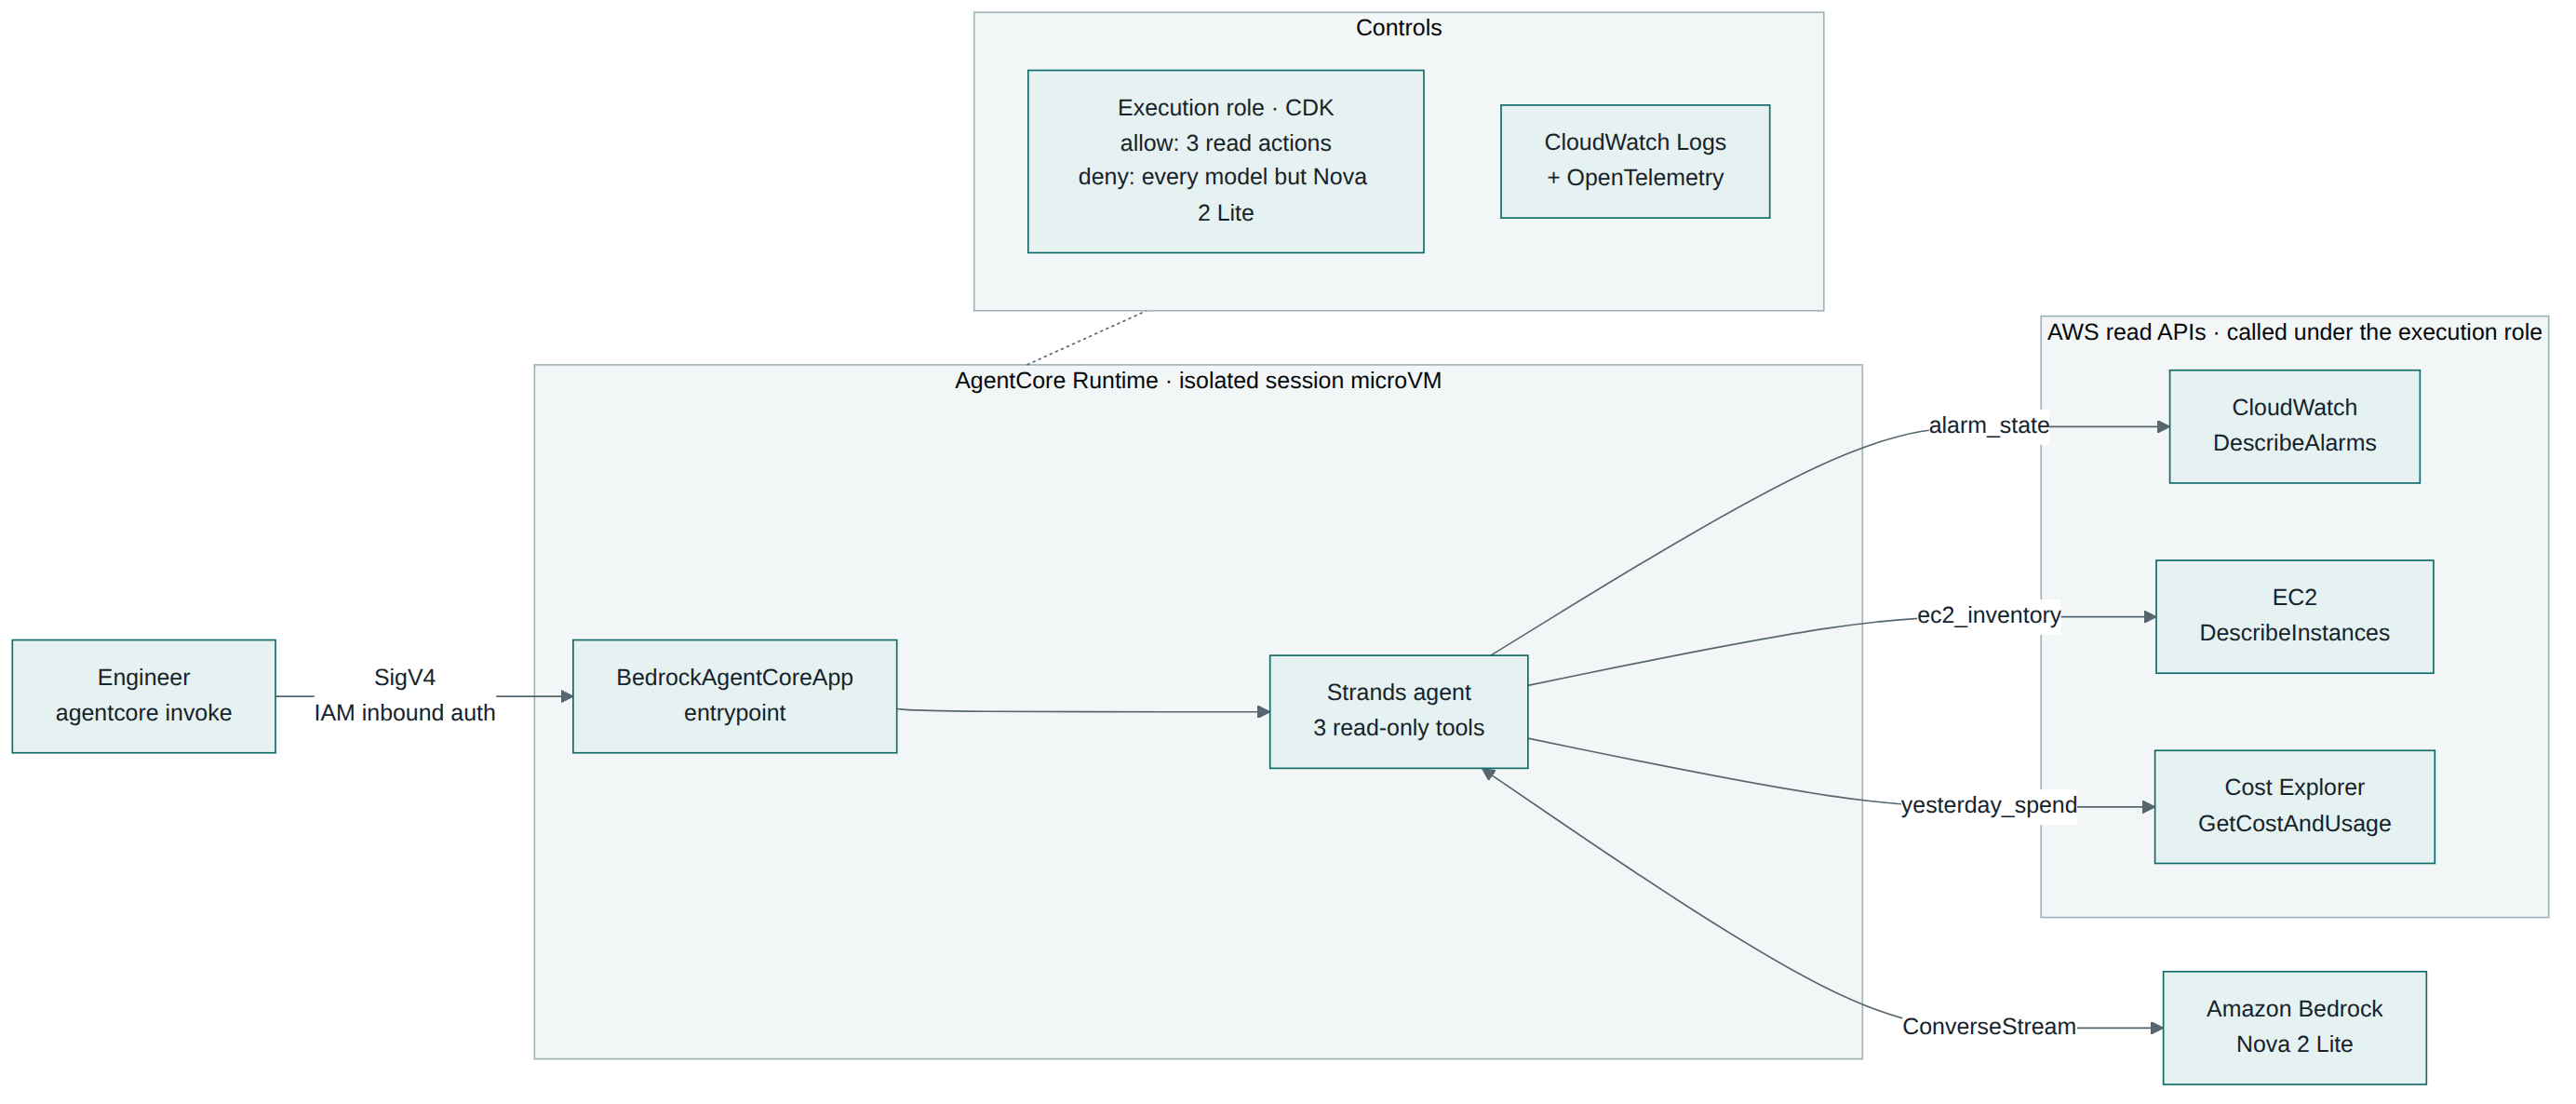 Controls
Execution role · CDK
allow: 3 read actions
deny: every model but Nova
2 Lite
CloudWatch Logs
+ OpenTelemetry
AWS read APIs · called under the execution role
AgentCore Runtime · isolated session microVM
alarm_state
CloudWatch
DescribeAlarms
ec2_inventory
EC2
DescribeInstances
Engineer
agentcore invoke
SigV4
IAM inbound auth
BedrockAgentCoreApp
entrypoint
Strands agent
3 read-only tools
yesterday_spend
Cost Explorer
GetCostAndUsage
ConverseStream
Amazon Bedrock
Nova 2 Lite